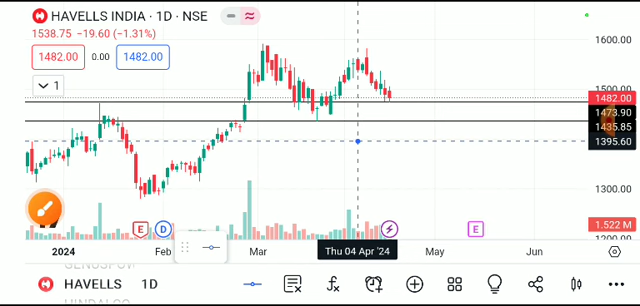 HAVELLS INDIA · 1D · NSE
1538.75 −19.60 (−1.31%)
1482.00 0.00 1482.00
1
1600.00
1500.00
1482.00
1473.90
1435.85
1395.60
1300.00
1.522 M
1200.00
E D E
2024 Feb Mar Thu 04 Apr '24 May Jun
HAVELLS 1D